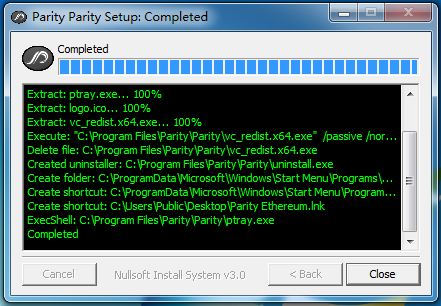 Parity Parity Setup: Completed
Completed
Extract: ptray.exe... 100%
Extract: logo.ico... 100%
Extract: vc_redist.x64.exe... 100%
Execute: "C:\Program Files\Parity\Parity\vc_redist.x64.exe"  /passive /nor...
Delete file: C:\Program Files\Parity\Parity\vc_redist.x64.exe
Created uninstaller: C:\Program Files\Parity\Parity\uninstall.exe
Create folder: C:\ProgramData\Microsoft\Windows\Start Menu\Programs\...
Create shortcut: C:\ProgramData\Microsoft\Windows\Start Menu\Program...
Create shortcut: C:\Users\Public\Desktop\Parity Ethereum.lnk
ExecShell: C:\Program Files\Parity\Parity\ptray.exe
Completed
Cancel
Nullsoft Install System v3.0
< Back
Close